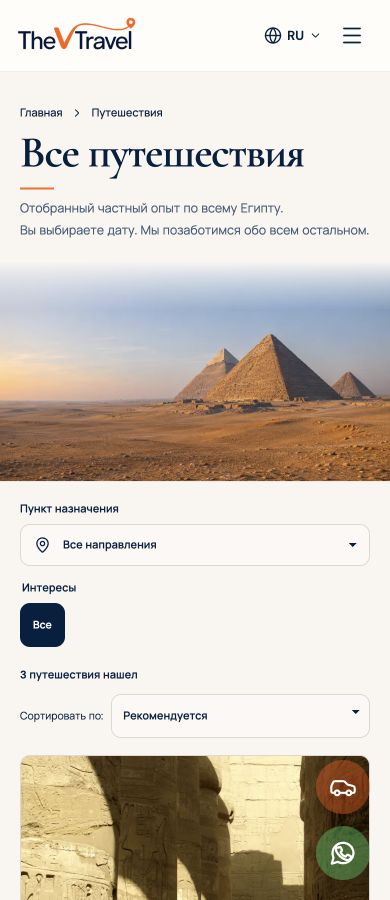 TheVTravel
RU
Главная > Путешествия
Все путешествия
Отобранный частный опыт по всему Египту.
Вы выбираете дату. Мы позаботимся обо всем остальном.
Пункт назначения
Все направления
Интересы
Все
3 путешествия нашел
Сортировать по:
Рекомендуется